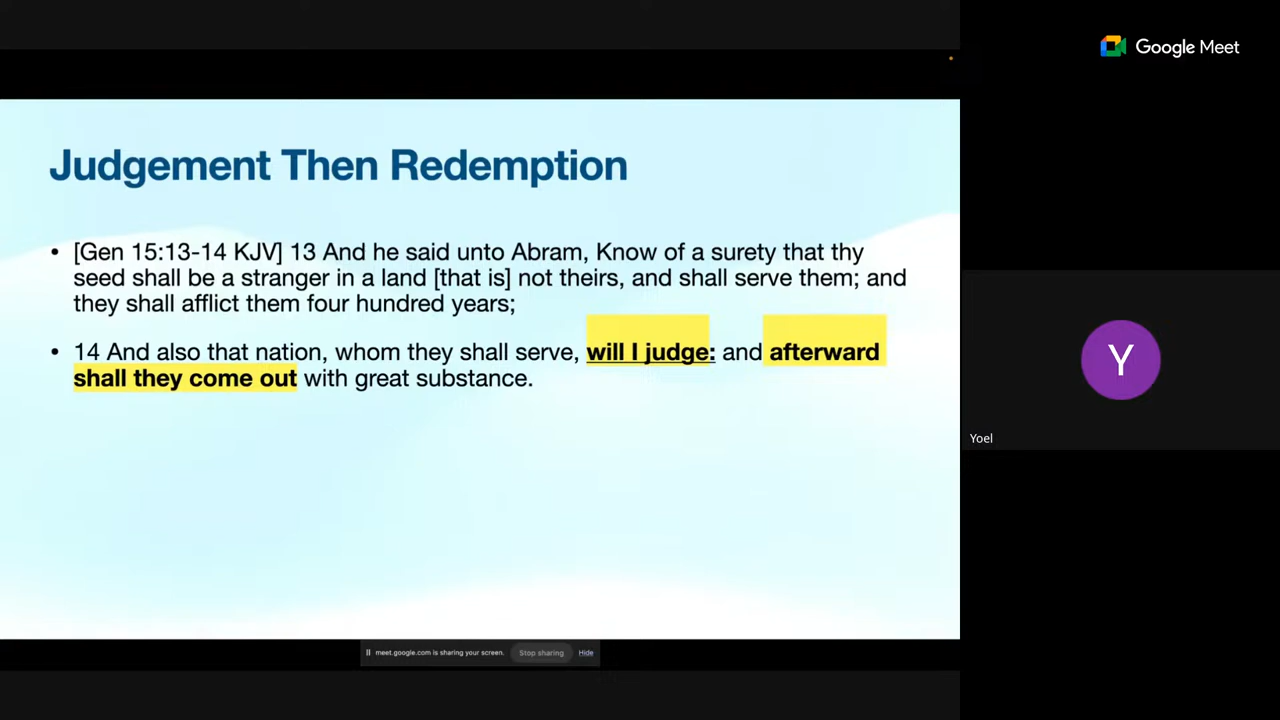 Google Meet
Judgement Then Redemption
• [Gen 15:13-14 KJV] 13 And he said unto Abram, Know of a surety that thy
seed shall be a stranger in a land [that is] not theirs, and shall serve them; and
they shall afflict them four hundred years;
• 14 And also that nation, whom they shall serve, will I judge: and afterward
shall they come out with great substance.
Y
Yoel
meet.google.com is sharing your screen. Stop sharing Hide